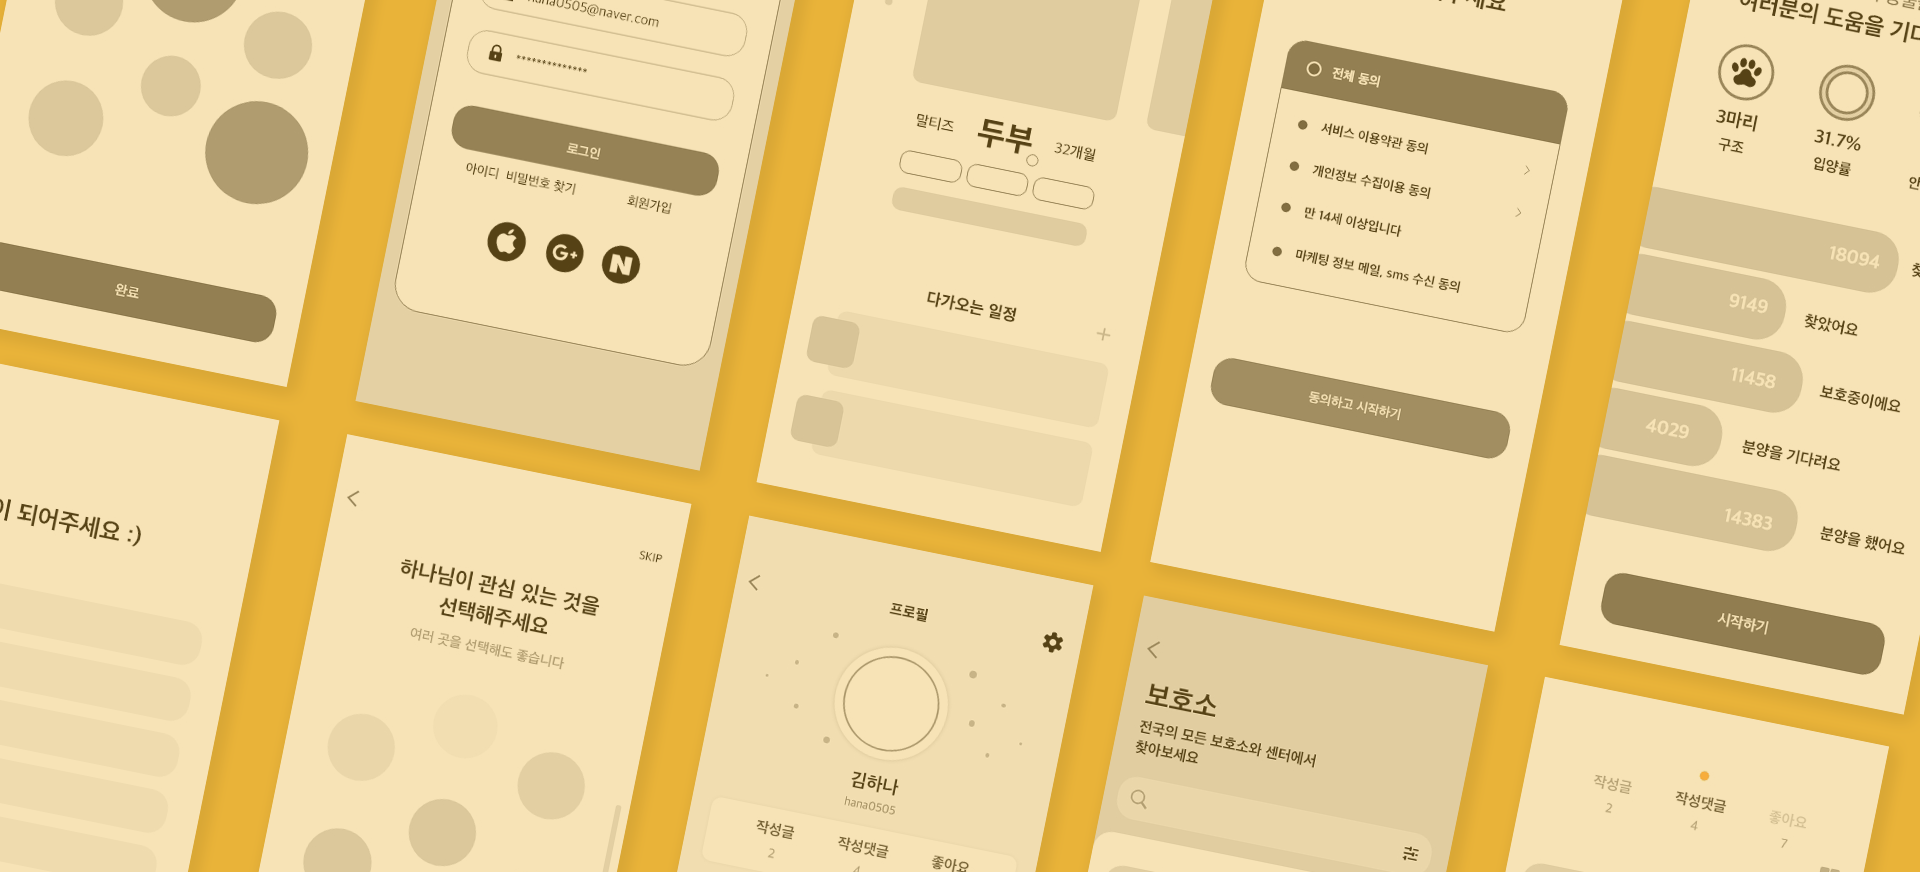 완료
이 되어주세요 :)
hana0505@naver.com
**************
로그인
아이디 비밀번호 찾기
회원가입
G+
N
SKIP
하나님이 관심 있는 것을
선택해주세요
여러 곳을 선택해도 좋습니다
말티즈
두부
32개월
다가오는 일정
프로필
김하나
hana0505
작성글
2
작성댓글
4
좋아요
전체 동의
서비스 이용약관 동의
개인정보 수집이용 동의
만 14세 이상입니다
마케팅 정보 메일, sms 수신 동의
동의하고 시작하기
보호소
전국의 모든 보호소와 센터에서
찾아보세요
여러분의 도움을 기다
3마리
구조
31.7%
입양률
18094
9149
찾았어요
11458
보호중이에요
4029
분양을 기다려요
14383
분양을 했어요
시작하기
작성글
2
작성댓글
4
좋아요
7